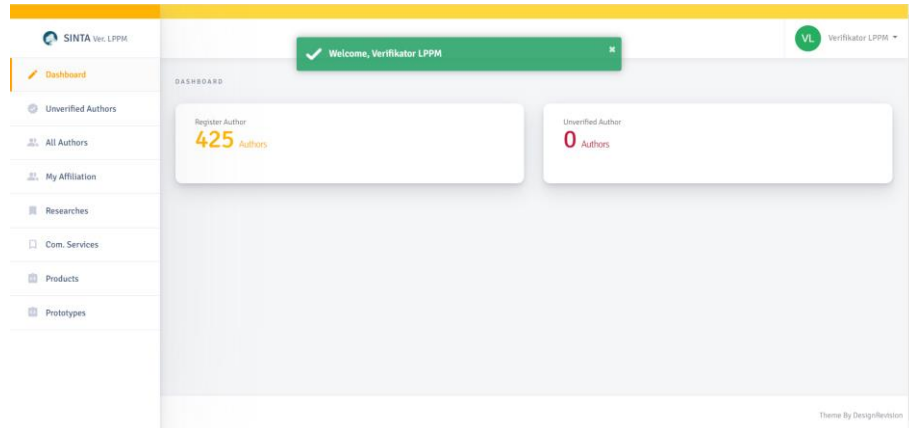 SINTA Ver. LPPM
Welcome, Verifikator LPPM
VL Verifikator LPPM
Dashboard
Unverified Authors
All Authors
My Affiliation
Researches
Com. Services
Products
Prototypes
DASHBOARD
Register Author
425 Authors
Unverified Author
0 Authors
Theme By DesignRevision